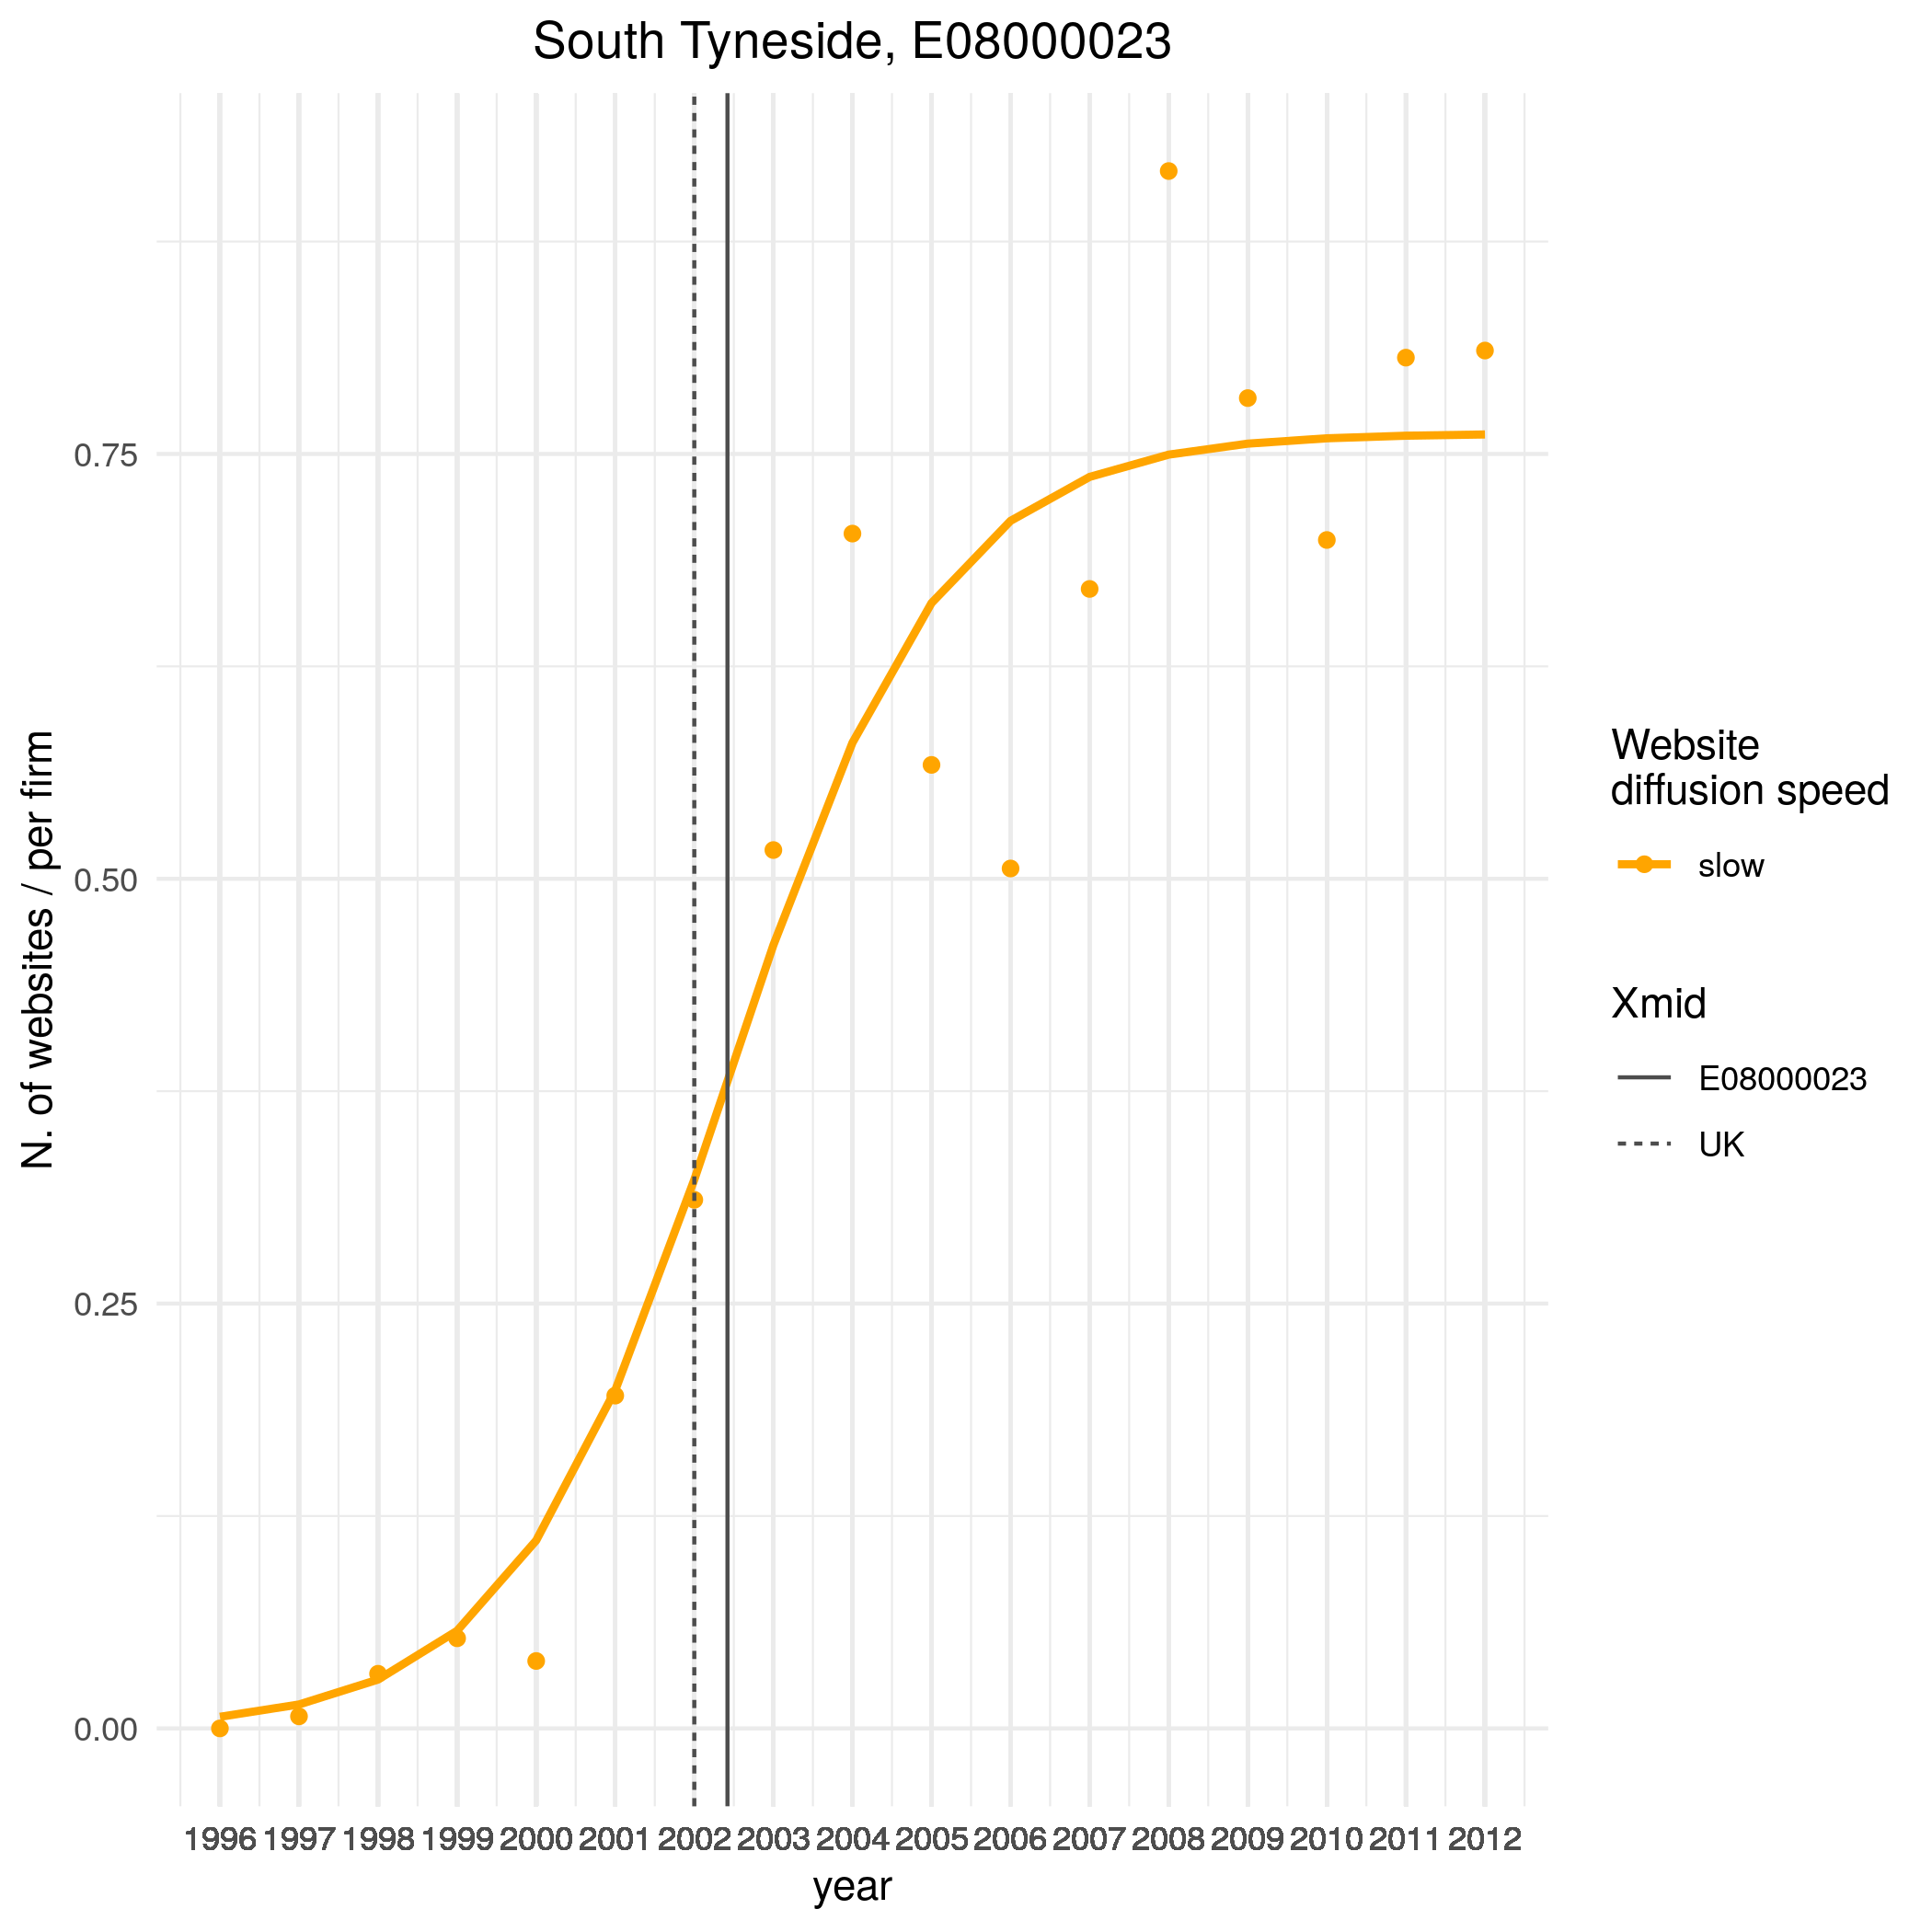 South Tyneside, E08000023
N. of websites / per firm
0.75
0.50
0.25
0.00
1996 1997 1998 1999 2000 2001 2002 2003 2004 2005 2006 2007 2008 2009 2010 2011 2012
year
Website
diffusion speed
slow
Xmid
E08000023
UK